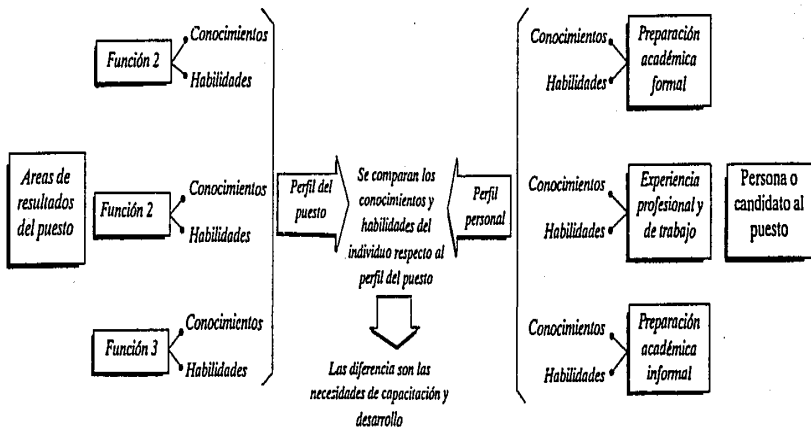 Conocimientos
Función 2
Habilidades
Areas de
resultados
del puesto
Conocimientos
Función 2
Habilidades
Conocimientos
Función 3
Habilidades
Perfil del
puesto
Se comparan los
conocimientos y
habilidades del
individuo respecto al
perfil del puesto
Las diferencia son las
necesidades de capacitación y
desarrollo
Perfil
personal
Conocimientos
Habilidades
Preparación
académica
formal
Conocimientos
Habilidades
Experiencia
profesional y
de trabajo
Persona o
candidato al
puesto
Conocimientos
Habilidades
Preparación
académica
informal